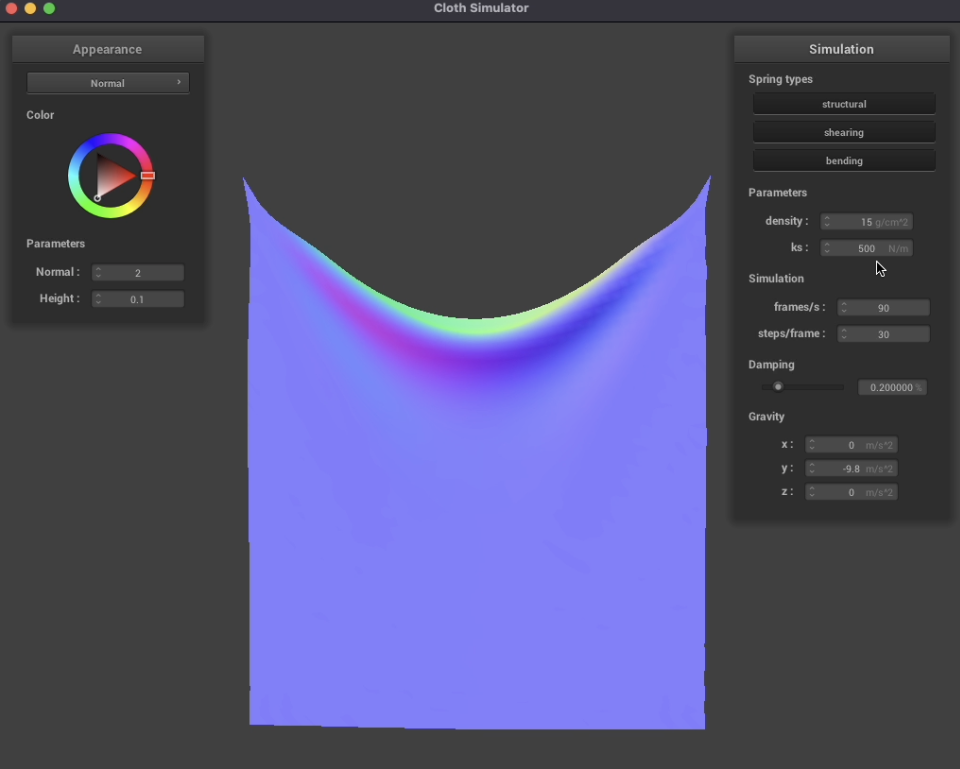 Cloth Simulator
Appearance
Normal
Color
Parameters
Normal : 2
Height : 0.1
Simulation
Spring types
structural
shearing
bending
Parameters
density : 15 g/cm^2
ks : 500 N/m
Simulation
frames/s : 90
steps/frame : 30
Damping
0.200000 %
Gravity
x : 0 m/s^2
y : -9.8 m/s^2
z : 0 m/s^2